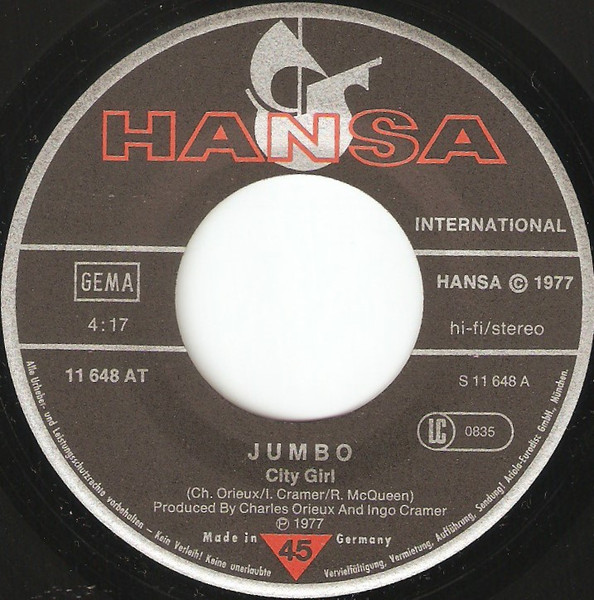 HANSA
INTERNATIONAL
GEMA
HANSA © 1977
4:17
hi-fi/stereo
11 648 AT
S 11 648 A
LC 0835
JUMBO
City Girl
(Ch. Orieux/I. Cramer/R. McQueen)
Produced By Charles Orieux And Ingo Cramer
℗ 1977
Made in 45 Germany
Alle Urheber- und Leistungsschutzrechte vorbehalten – Kein Verleih! Keine unerlaubte Vervielfältigung, Vermietung, Aufführung, Sendung! Ariola-Eurodisc GmbH., München.